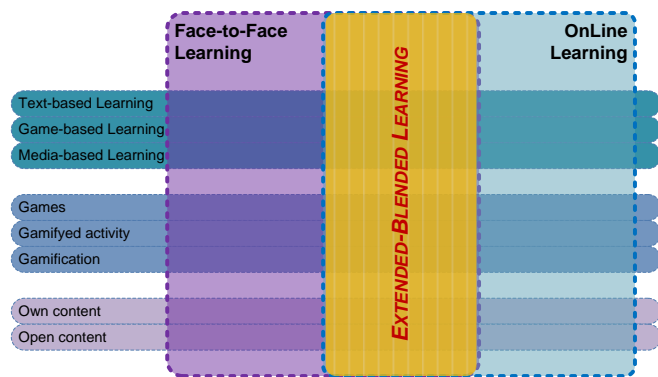 Face-to-Face
Learning
OnLine
Learning
EXTENDED-BLENDED LEARNING
Text-based Learning
Game-based Learning
Media-based Learning
Games
Gamifyed activity
Gamification
Own content
Open content